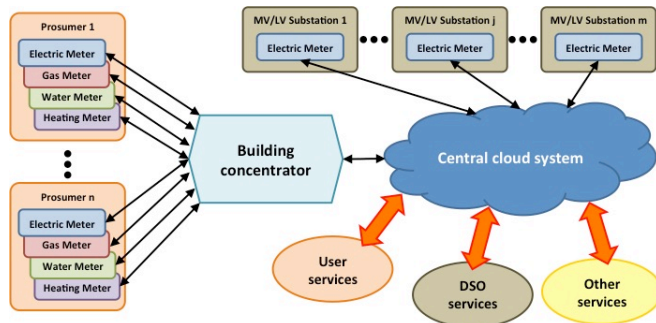 Prosumer 1
Electric Meter
Gas Meter
Water Meter
Heating Meter
Prosumer n
Electric Meter
Gas Meter
Water Meter
Heating Meter
Building
concentrator
MV/LV Substation 1
Electric Meter
MV/LV Substation j
Electric Meter
MV/LV Substation m
Electric Meter
Central cloud system
User
services
DSO
services
Other
services